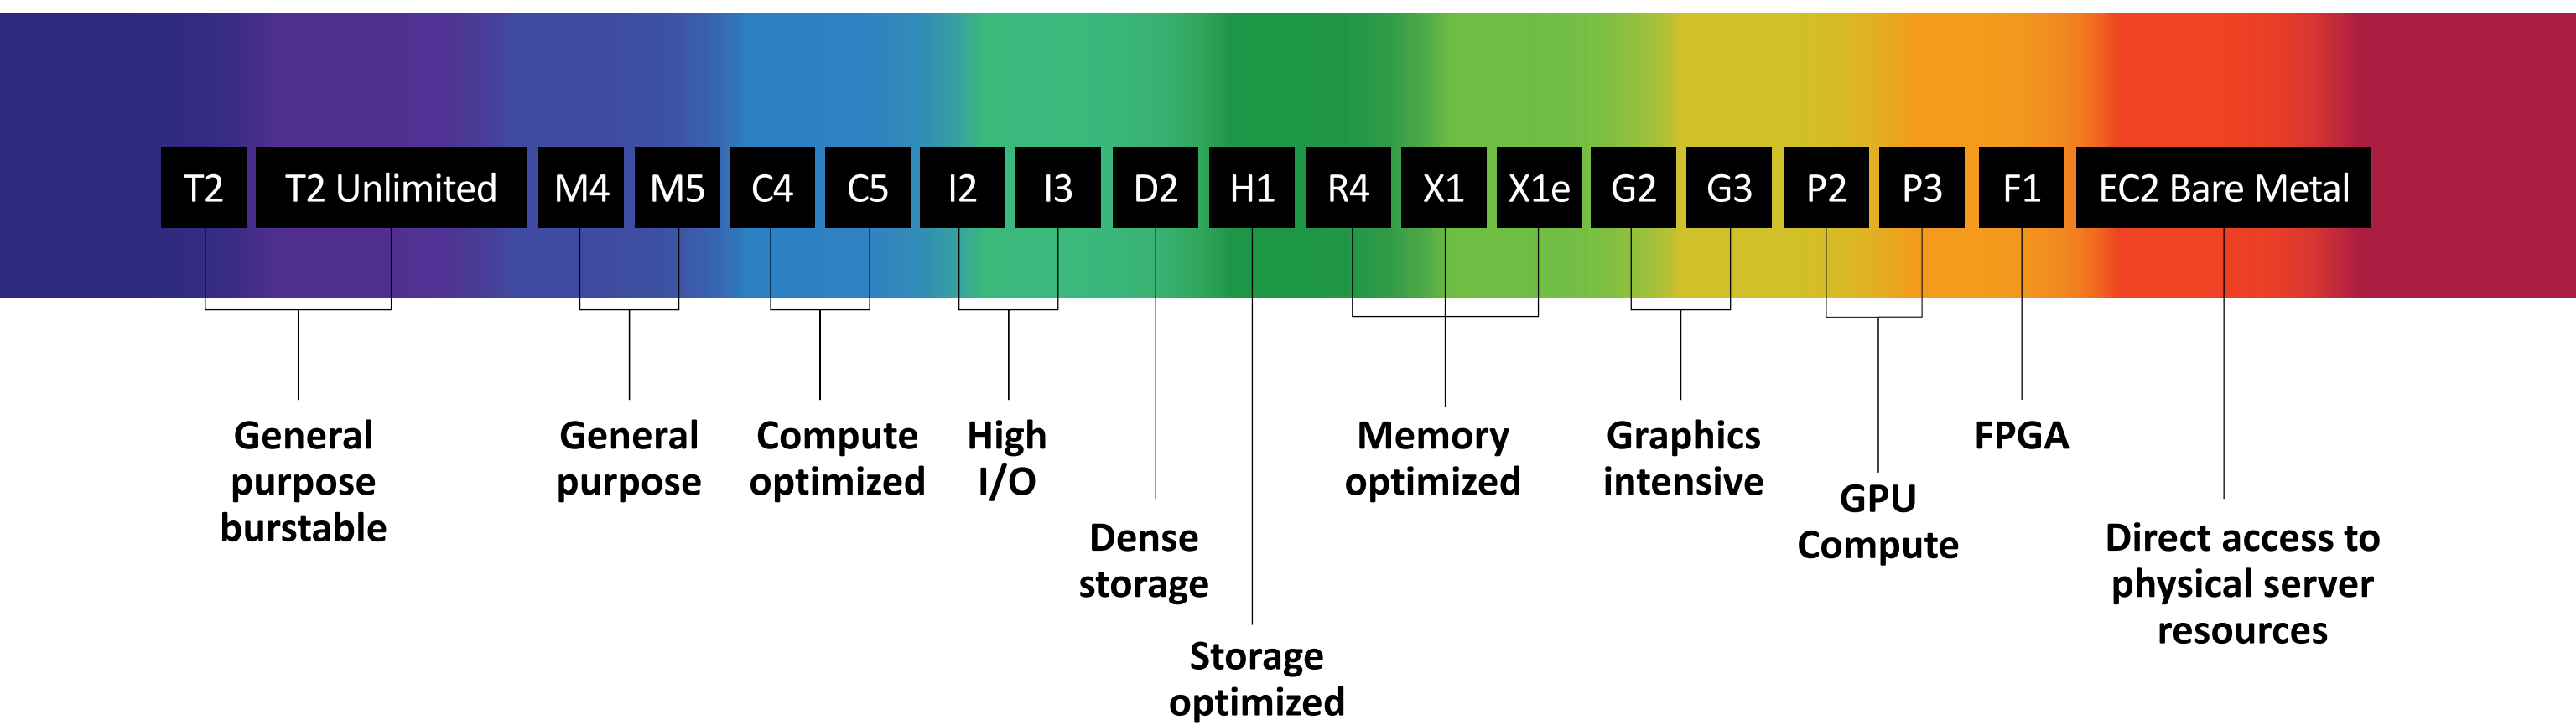 T2 T2 Unlimited M4 M5 C4 C5 I2 I3 D2 H1 R4 X1 X1e G2 G3 P2 P3 F1 EC2 Bare Metal
General
purpose
burstable
General
purpose
Compute
optimized
High
I/O
Dense
storage
Storage
optimized
Memory
optimized
Graphics
intensive
GPU
Compute
FPGA
Direct access to
physical server
resources